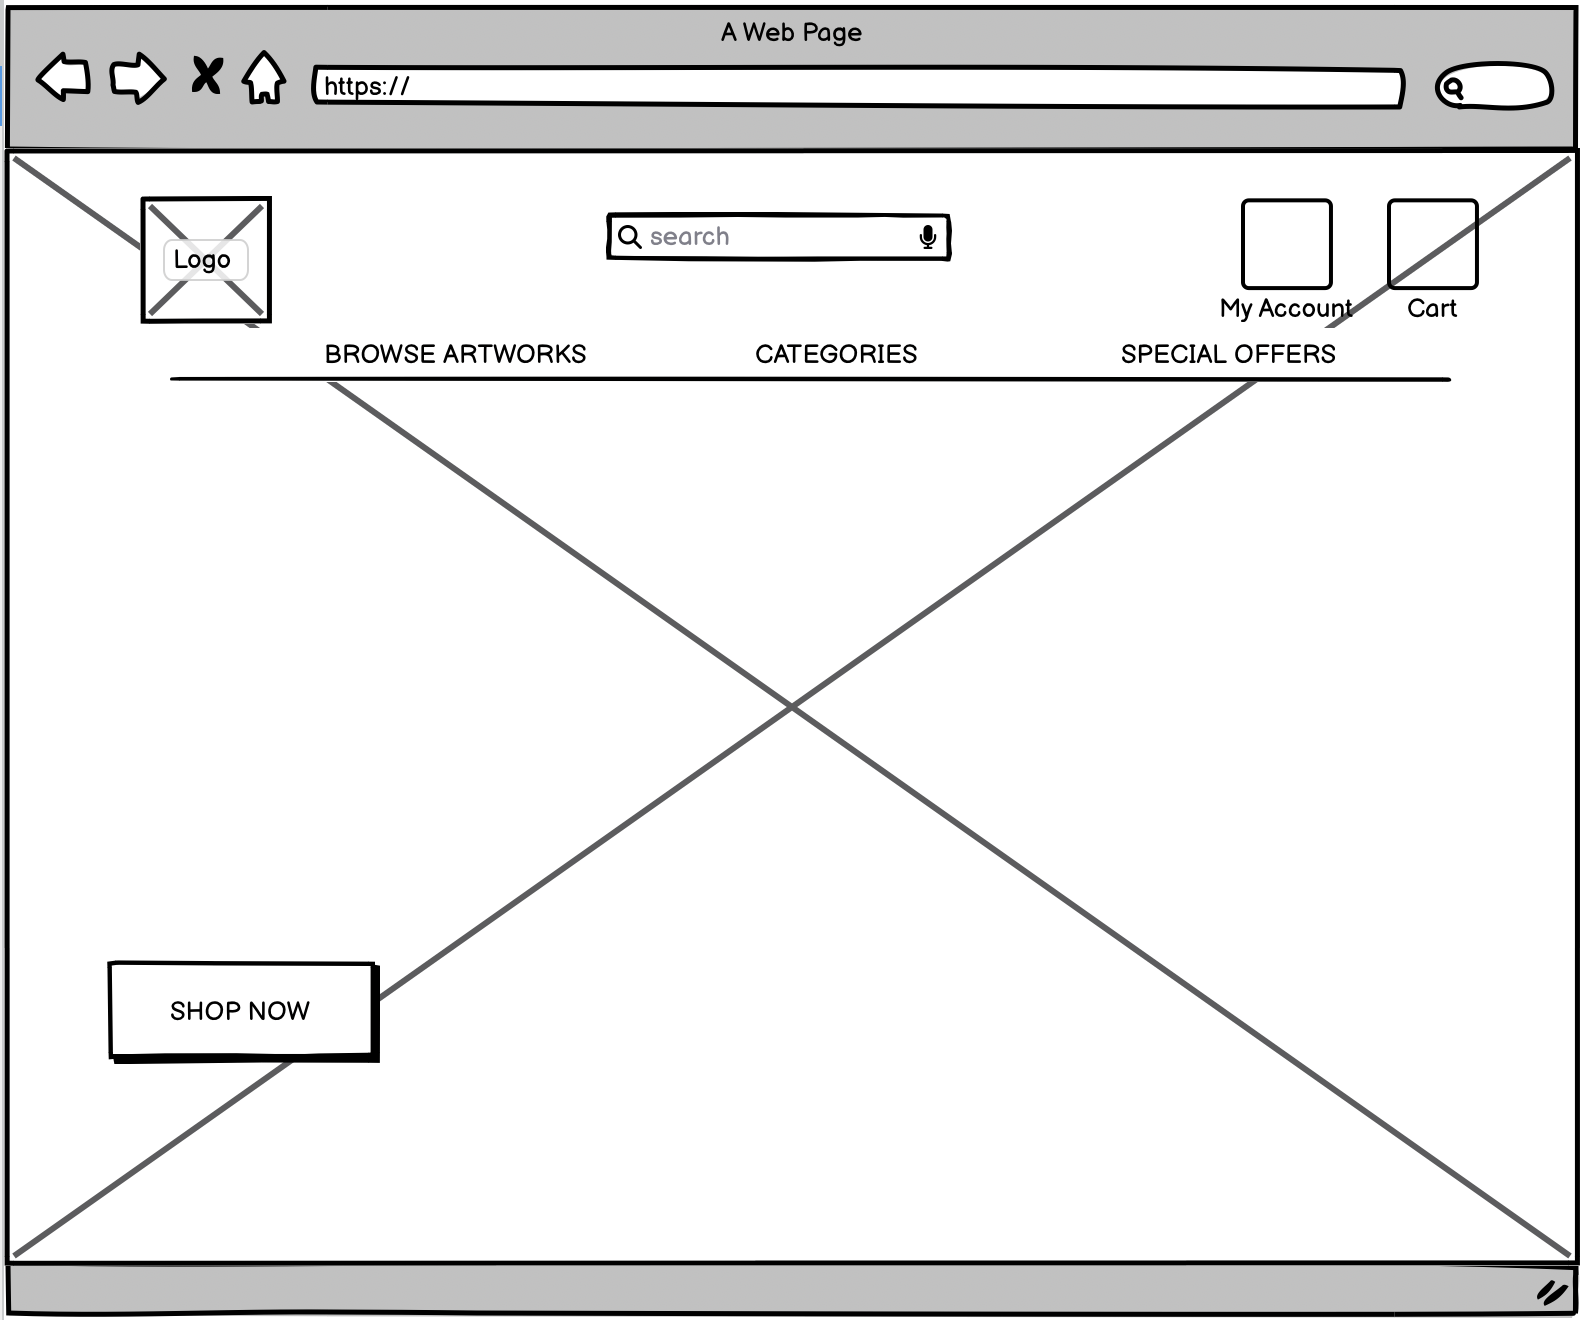 A Web Page
https://
Logo
search
My Account
Cart
BROWSE ARTWORKS
CATEGORIES
SPECIAL OFFERS
SHOP NOW